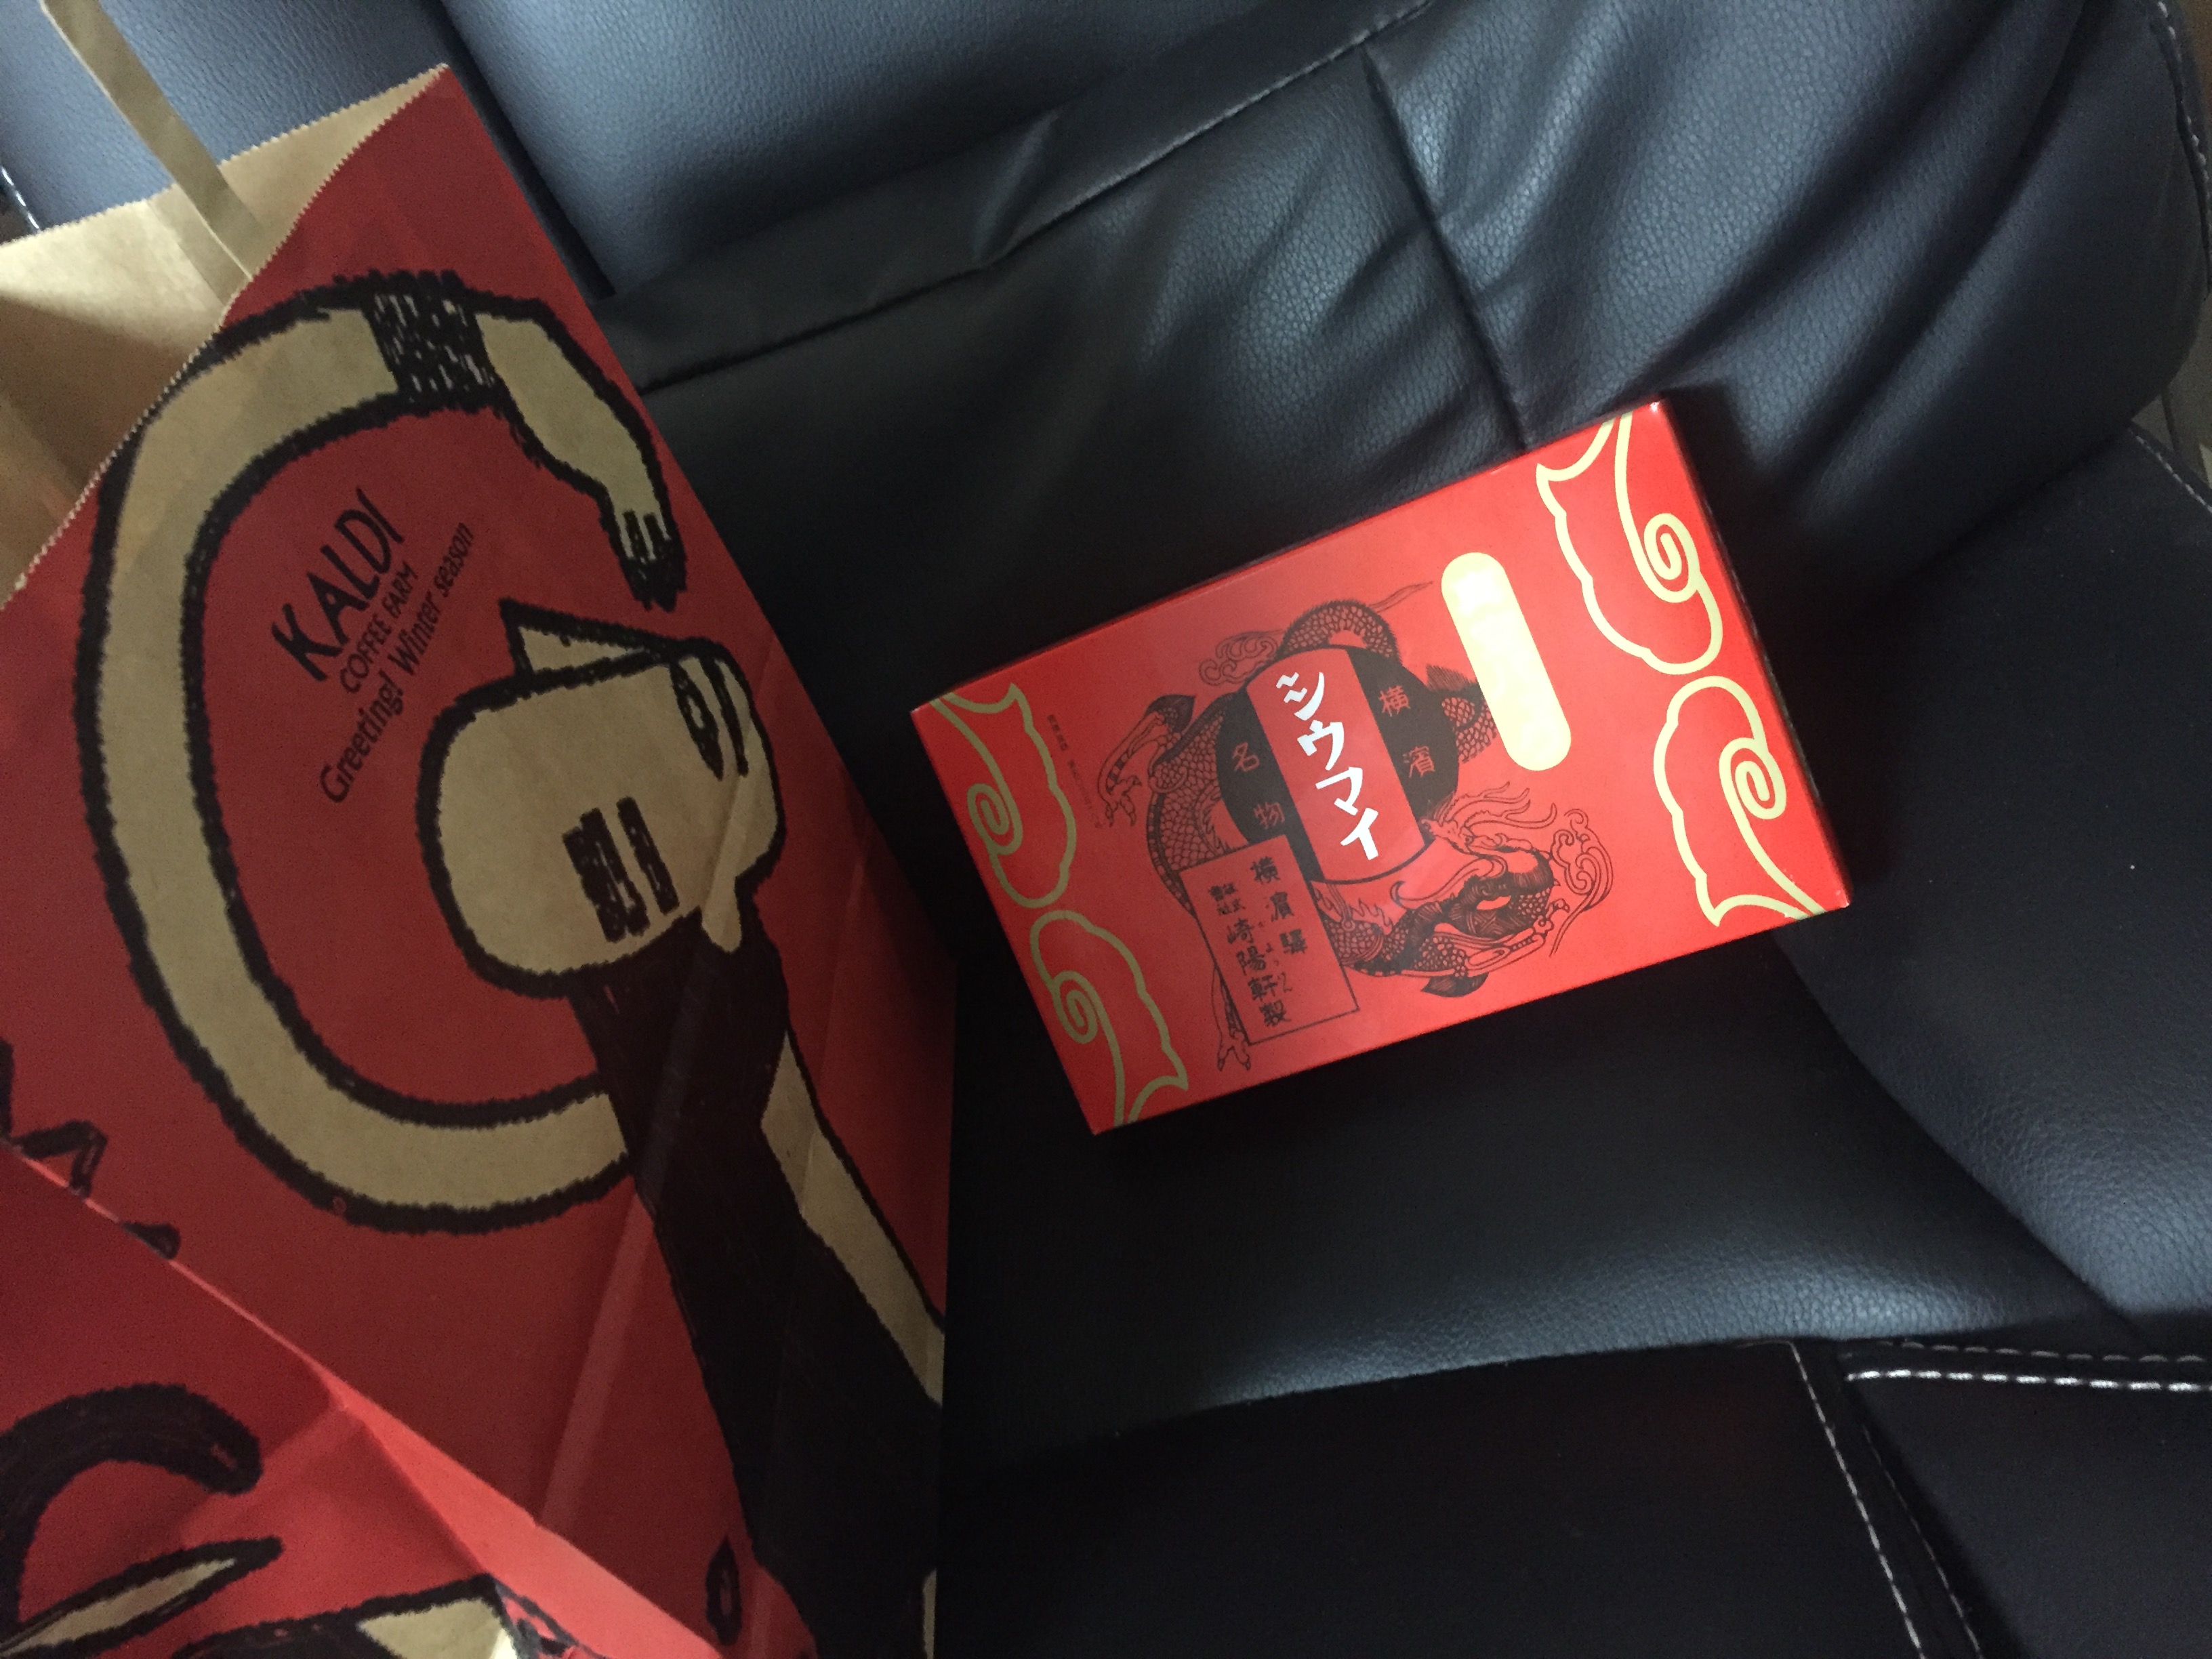 KALDI
COFFEE FARM
Greeting! Winter season
横濱
シウマイ
名物
横濱驛
崎陽軒製